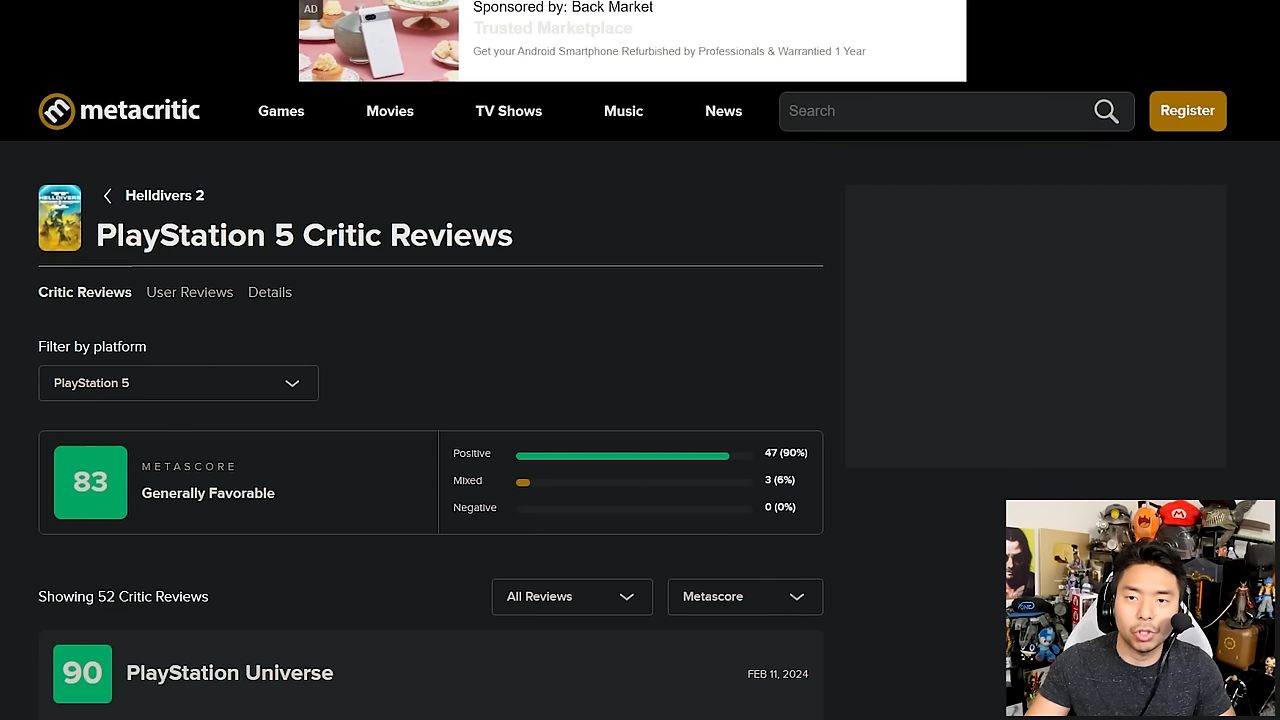 AD
Sponsored by: Back Market
Trusted Marketplace
Get your Android Smartphone Refurbished by Professionals & Warrantied 1 Year
metacritic
Games
Movies
TV Shows
Music
News
Search
Register
HELLDIVERS
Helldivers 2
PlayStation 5 Critic Reviews
Critic Reviews
User Reviews
Details
Filter by platform
PlayStation 5
83
METASCORE
Generally Favorable
Positive
47 (90%)
Mixed
3 (6%)
Negative
0 (0%)
Showing 52 Critic Reviews
All Reviews
Metascore
90
PlayStation Universe
FEB 11, 2024